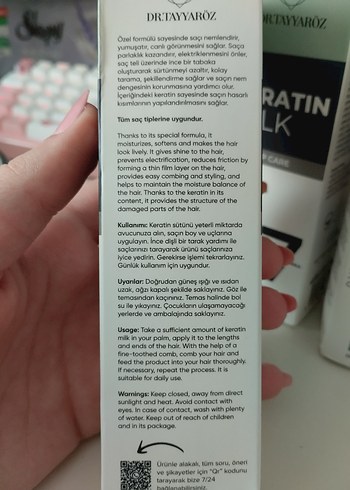 DR.TAYYARÖZ
Özel formülü sayesinde saçı nemlendirir,
yumuşatır, canlı görünmesini sağlar. Saça
parlaklık kazandırır, elektriklenmesini önler,
saç teli üzerinde ince bir tabaka
oluşturarak sürtünmeyi azaltır, kolay
tarama, şekillendirme sağlar ve saçın nem
dengesinin korunmasına yardımcı olur.
İçeriğindeki keratin sayesinde saçın hasarlı
kısımlarının yapılandırılmasını sağlar.
Tüm saç tiplerine uygundur.
Thanks to its special formula, it
moisturizes, softens and makes the hair
look lively. It gives shine to the hair,
prevents electrification, reduces friction by
forming a thin film layer on the hair,
provides easy combing and styling, and
helps to maintain the moisture balance of
the hair. Thanks to the keratin in its
content, it provides the structure of the
damaged parts of the hair.
Kullanımı: Keratin sütünü yeterli miktarda
avucunuza alın, saçın boy ve uçlarına
uygulayın. İnce dişli bir tarak yardımı ile
saçlarınızı tarayarak ürünü saçlarınıza
iyice yedirin. Gerekirse işlemi tekrarlayınız.
Günlük kullanım için uygundur.
Uyarılar: Doğrudan güneş ışığı ve ısıdan
uzak, ağzı kapalı şekilde saklayınız. Göz ile
temasından kaçınınız. Temas halinde bol
su ile yıkayınız. Çocukların ulaşamayacağı
yerlerde ve ambalajında saklayınız.
Usage: Take a sufficient amount of keratin
milk in your palm, apply it to the lengths
and ends of the hair. With the help of a
fine-toothed comb, comb your hair and
feed the product into your hair thoroughly.
If necessary, repeat the process. It is
suitable for daily use.
Warnings: Keep closed, away from direct
sunlight and heat. Avoid contact with
eyes. In case of contact, wash with plenty
of water. Keep out of reach of children
and in its package.
Ürünle alakalı, tüm soru, öneri
ve şikayetler için "Qr" kodunu
tarayarak bize 7/24
bağlanabilirsiniz.
DR.TAYYARÖZ
RATIN
LK
CARE